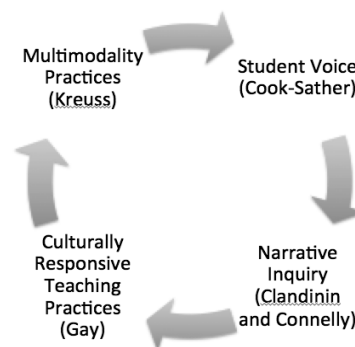 Multimodality
Practices
(Kreuss)
Student Voice
(Cook-Sather)
Narrative
Inquiry
(Clandinin
and Connelly)
Culturally
Responsive
Teaching
Practices
(Gay)